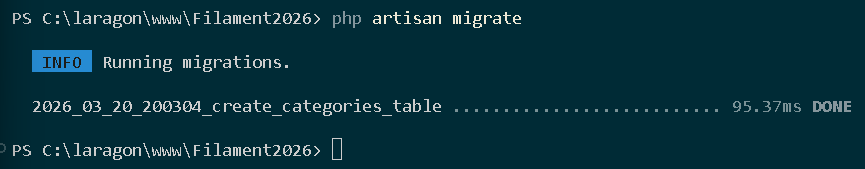 PS C:\laragon\www\Filament2026> php artisan migrate
INFO Running migrations.
2026_03_20_200304_create_categories_table ........................... 95.37ms DONE
PS C:\laragon\www\Filament2026>